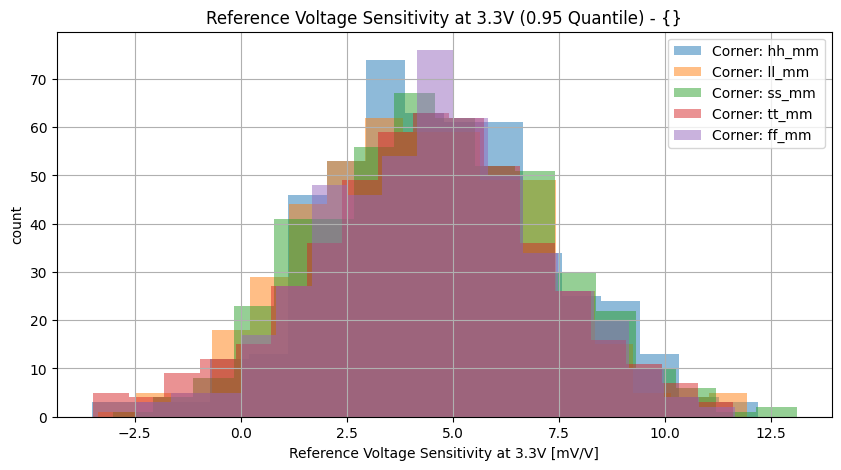 Reference Voltage Sensitivity at 3.3V (0.95 Quantile) - {}
Corner: hh_mm
Corner: ll_mm
Corner: ss_mm
Corner: tt_mm
Corner: ff_mm
count
70
60
50
40
30
20
10
0
−2.5 0.0 2.5 5.0 7.5 10.0 12.5
Reference Voltage Sensitivity at 3.3V [mV/V]